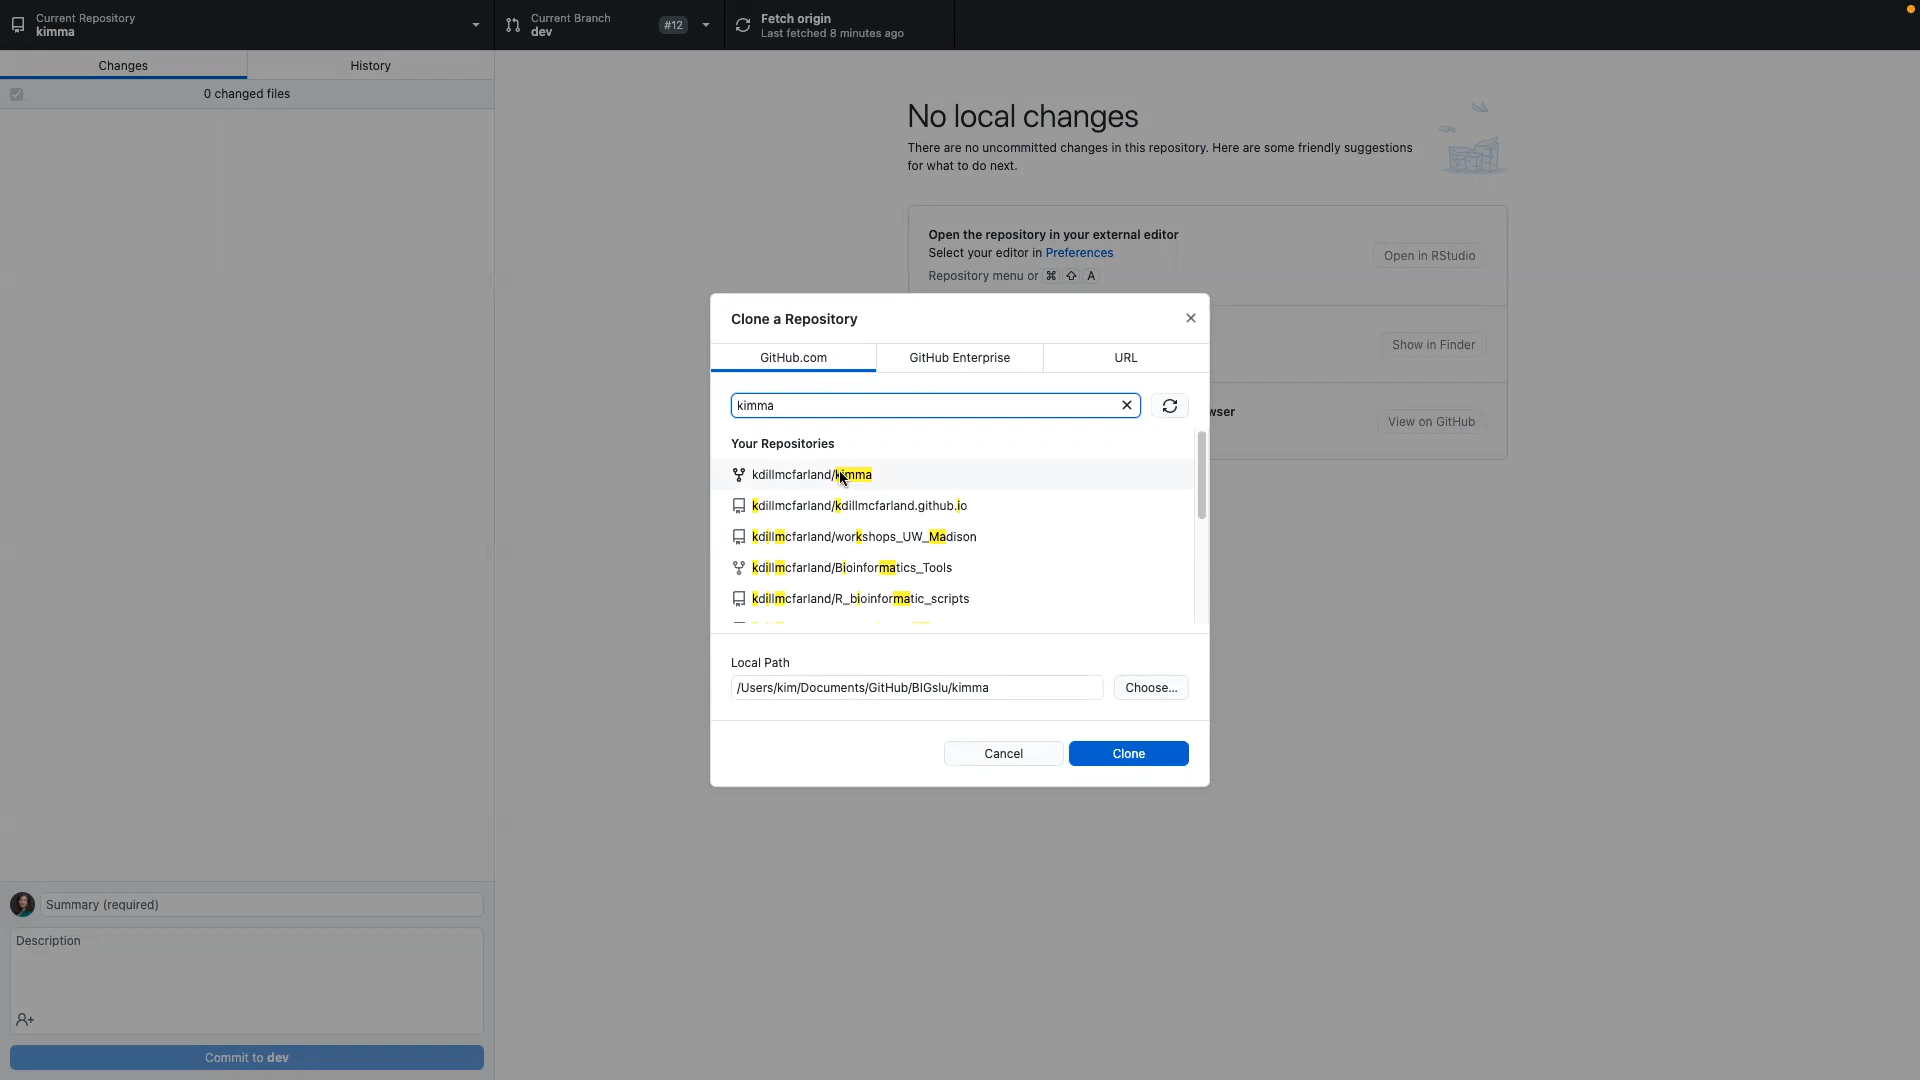 Current Repository
kimma
Current Branch
dev
#12
Fetch origin
Last fetched 8 minutes ago
Changes
History
0 changed files
No local changes
There are no uncommitted changes in this repository. Here are some friendly suggestions
for what to do next.
Open the repository in your external editor
Select your editor in Preferences
Repository menu or ⌘ ⇧ A
Open in RStudio
Show in Finder
wser
View on GitHub
Clone a Repository
GitHub.com
GitHub Enterprise
URL
kimma
Your Repositories
kdillmcfarland/kimma
kdillmcfarland/kdillmcfarland.github.io
kdillmcfarland/workshops_UW_Madison
kdillmcfarland/Bioinformatics_Tools
kdillmcfarland/R_bioinformatic_scripts
Local Path
/Users/kim/Documents/GitHub/BIGslu/kimma
Choose...
Cancel
Clone
Summary (required)
Description
Commit to dev